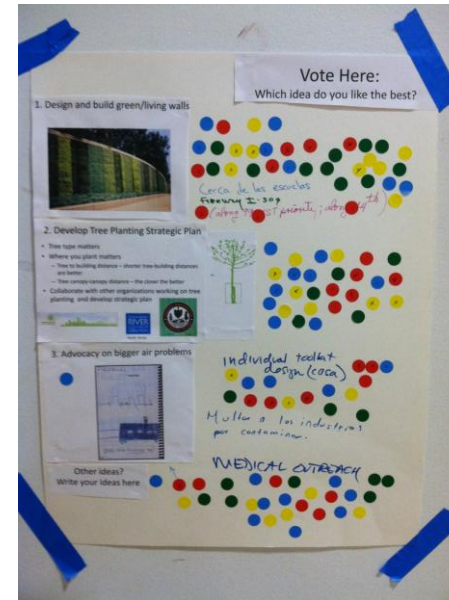 Vote Here:
Which idea do you like the best?
1. Design and build green/living walls
Cerca de las escuelas
freeway I-
(along 1ST priority; along
2. Develop Tree Planting Strategic Plan
• Tree type matters
• Where you plant matters
– Tree to building distance – shorter tree-building distances
are better
– Tree canopy-canopy distance – the closer the better
• Collaborate with other organizations working on tree
planting and develop strategic plan
RIVER
3. Advocacy on bigger air problems
Individual toolkit
design
Multar a las industrias
por contaminar.
Other ideas?
Write your ideas here
MEDICAL OUTREACH